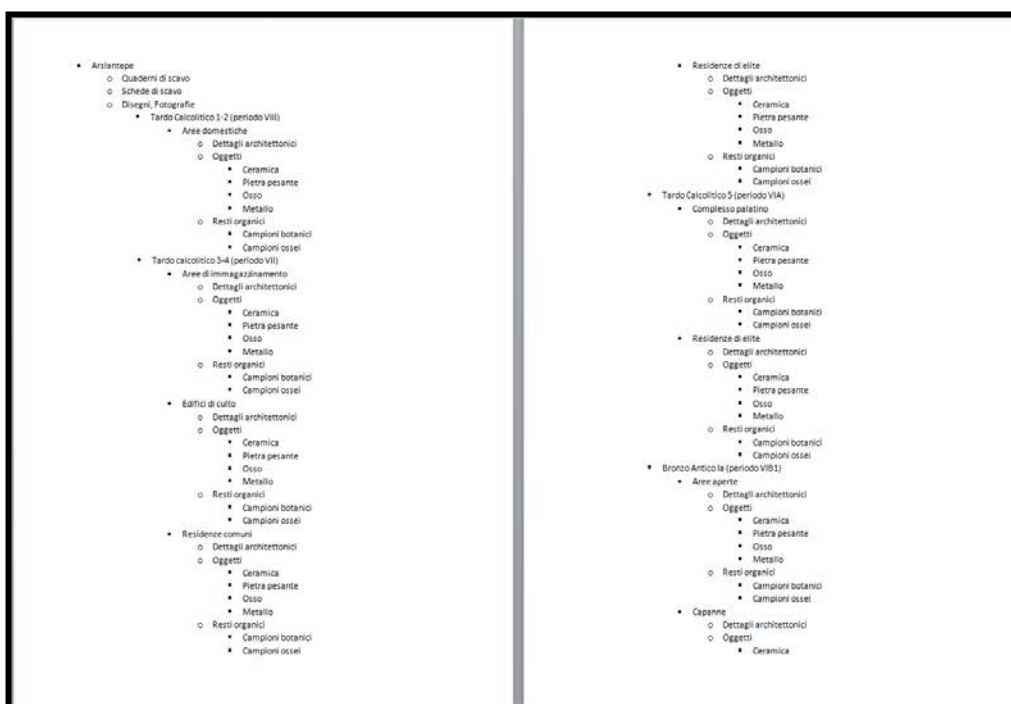 Arslantepe
Quaderni di scavo
Schede di scavo
Disegni, Fotografie
Tardo Calcolitico 1-2 (periodo VIII)
Aree domestiche
Dettagli architettonici
Oggetti
Ceramica
Pietra pesante
Osso
Metallo
Resti organici
Campioni botanici
Campioni ossei
Tardo calcolitico 3-4 (periodo VII)
Aree di immagazzinamento
Dettagli architettonici
Oggetti
Ceramica
Pietra pesante
Osso
Metallo
Resti organici
Campioni botanici
Campioni ossei
Edifici di culto
Dettagli architettonici
Oggetti
Ceramica
Pietra pesante
Osso
Metallo
Resti organici
Campioni botanici
Campioni ossei
Residenze comuni
Dettagli architettonici
Oggetti
Ceramica
Pietra pesante
Osso
Metallo
Resti organici
Campioni botanici
Campioni ossei
Residenze di elite
Dettagli architettonici
Oggetti
Ceramica
Pietra pesante
Osso
Metallo
Resti organici
Campioni botanici
Campioni ossei
Tardo Calcolitico 5 (periodo VIA)
Complesso palatino
Dettagli architettonici
Oggetti
Ceramica
Pietra pesante
Osso
Metallo
Resti organici
Campioni botanici
Campioni ossei
Residenze di elite
Dettagli architettonici
Oggetti
Ceramica
Pietra pesante
Osso
Metallo
Resti organici
Campioni botanici
Campioni ossei
Bronzo Antico Ia (periodo VIB1)
Aree aperte
Dettagli architettonici
Oggetti
Ceramica
Pietra pesante
Osso
Metallo
Resti organici
Campioni botanici
Campioni ossei
Capanne
Dettagli architettonici
Oggetti
Ceramica